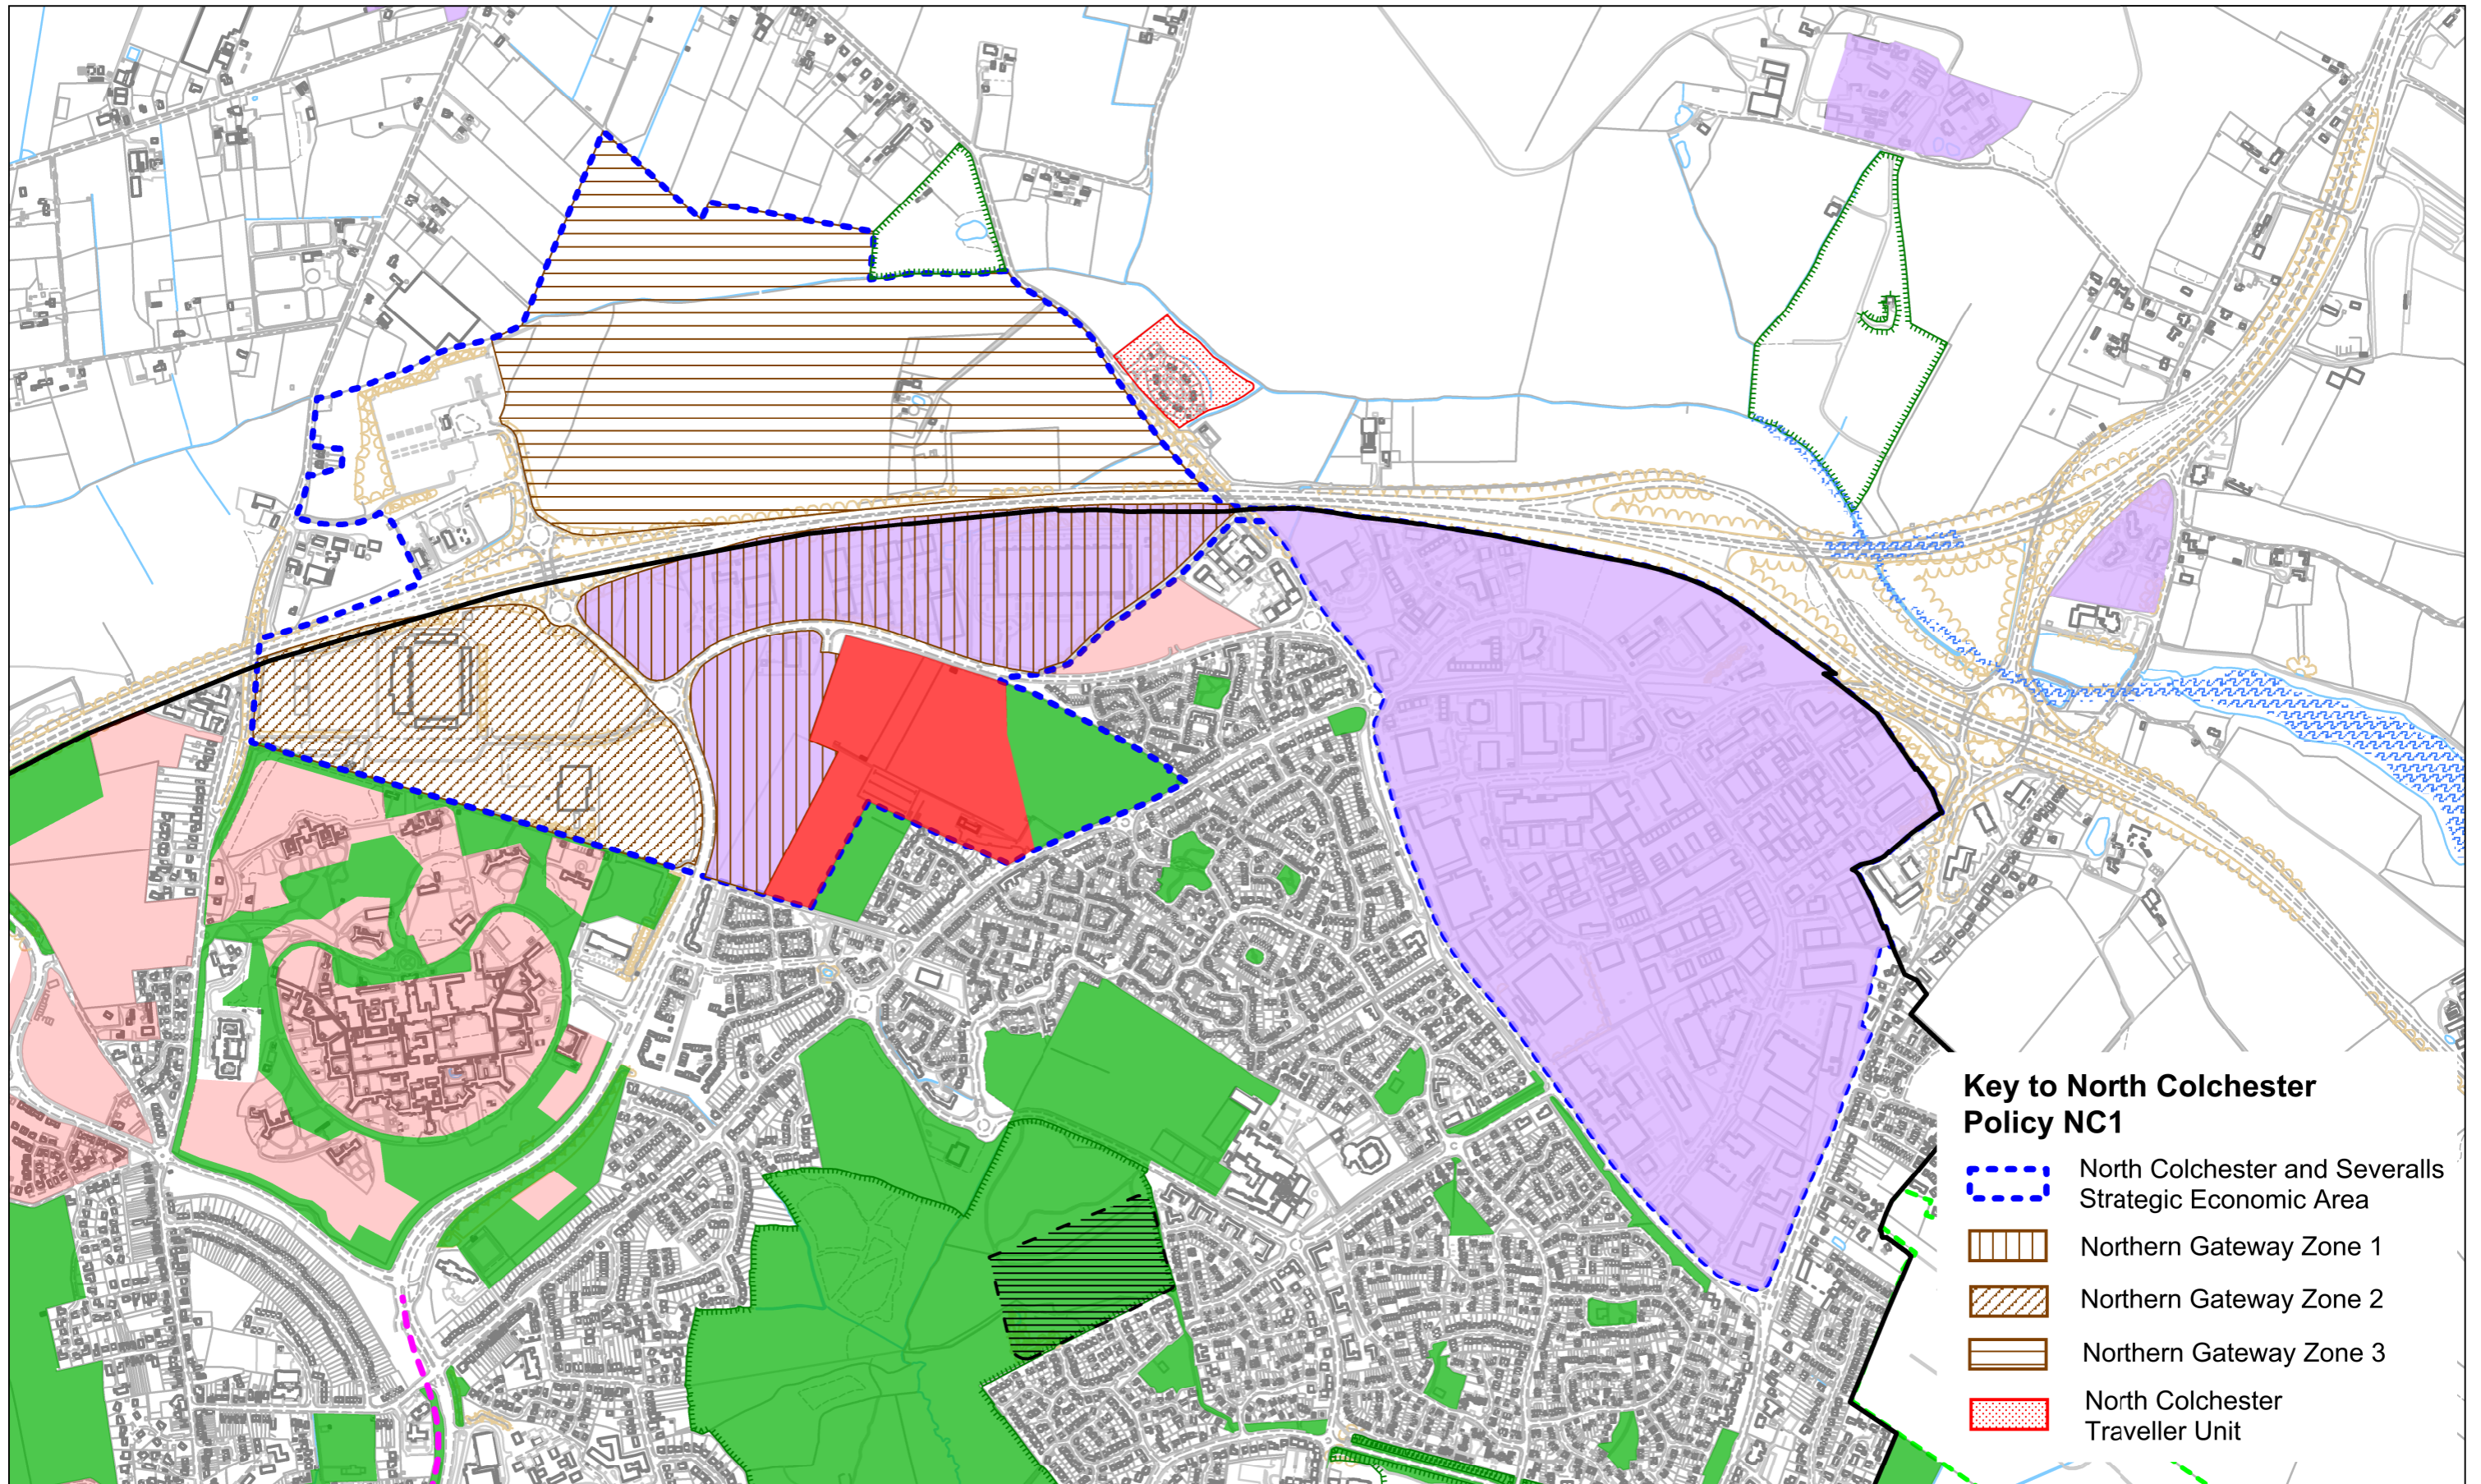 Key to North Colchester
Policy NC1
North Colchester and Severalls
Strategic Economic Area
Northern Gateway Zone 1
Northern Gateway Zone 2
Northern Gateway Zone 3
North Colchester
Traveller Unit